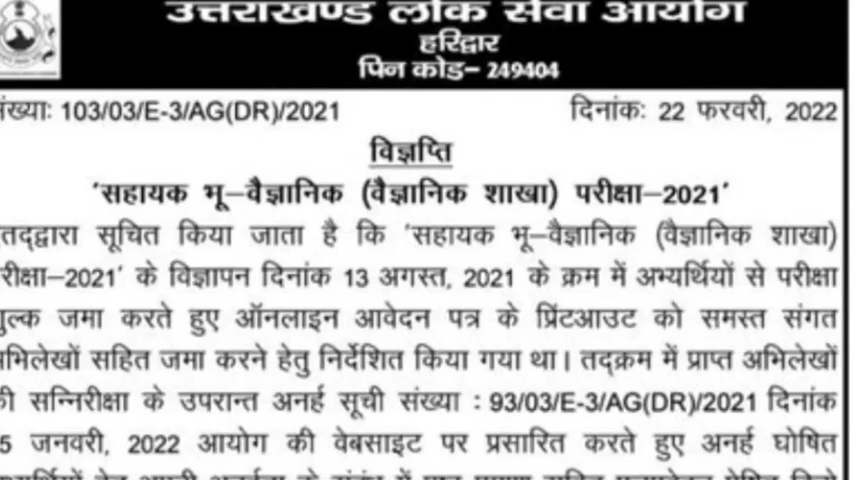 उत्तराखण्ड लोक सेवा आयोग
हरिद्वार
पिन कोड– 249404
संख्याः 103/03/E-3/AG(DR)/2021 दिनांकः 22 फरवरी, 2022
विज्ञप्ति
'सहायक भू–वैज्ञानिक (वैज्ञानिक शाखा) परीक्षा–2021'
तद्द्वारा सूचित किया जाता है कि 'सहायक भू–वैज्ञानिक (वैज्ञानिक शाखा)
रीक्षा–2021' के विज्ञापन दिनांक 13 अगस्त, 2021 के क्रम में अभ्यर्थियों से परीक्षा
ुल्क जमा करते हुए ऑनलाइन आवेदन पत्र के प्रिंटआउट को समस्त संगत
भिलेखों सहित जमा करने हेतु निर्देशित किया गया था। तद्क्रम में प्राप्त अभिलेखों
ी सन्निरीक्षा के उपरान्त अनर्ह सूची संख्या : 93/03/E-3/AG(DR)/2021 दिनांक
5 जनवरी, 2022 आयोग की वेबसाइट पर प्रसारित करते हुए अनर्ह घोषित